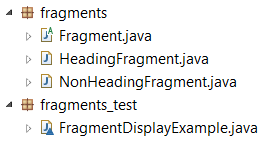 fragments
Fragment.java
HeadingFragment.java
NonHeadingFragment.java
fragments_test
FragmentDisplayExample.java